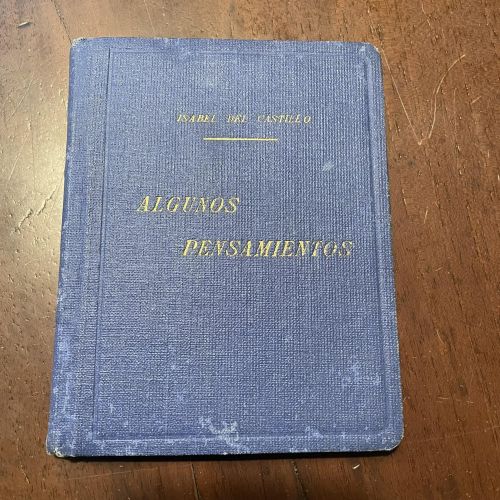 ISABEL DEL CASTILLO
ALGUNOS
PENSAMIENTOS